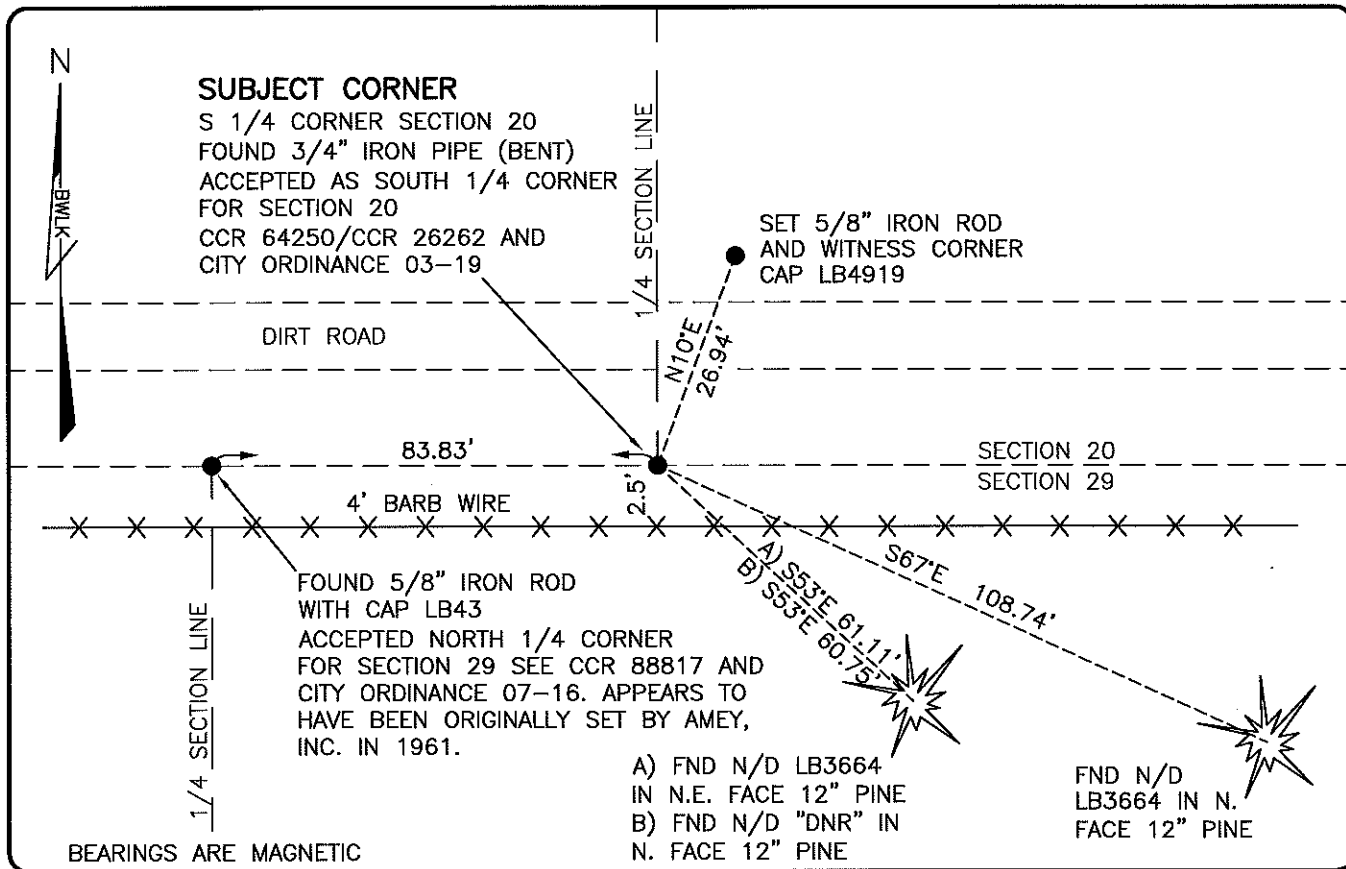 N
BWLK
SUBJECT CORNER
S 1/4 CORNER SECTION 20
FOUND 3/4" IRON PIPE (BENT)
ACCEPTED AS SOUTH 1/4 CORNER
FOR SECTION 20
CCR 64250/CCR 26262 AND
CITY ORDINANCE 03-19
1/4 SECTION LINE
SET 5/8" IRON ROD
AND WITNESS CORNER
CAP LB4919
DIRT ROAD
N10°E
26.94'
83.83'
SECTION 20
SECTION 29
2.5'
4' BARB WIRE
A) S53°E 61.11'
B) S53°E 60.75'
S67°E 108.74'
1/4 SECTION LINE
FOUND 5/8" IRON ROD
WITH CAP LB43
ACCEPTED NORTH 1/4 CORNER
FOR SECTION 29 SEE CCR 88817 AND
CITY ORDINANCE 07-16. APPEARS TO
HAVE BEEN ORIGINALLY SET BY AMEY,
INC. IN 1961.
A) FND N/D LB3664
IN N.E. FACE 12" PINE
B) FND N/D "DNR" IN
N. FACE 12" PINE
FND N/D
LB3664 IN N.
FACE 12" PINE
BEARINGS ARE MAGNETIC